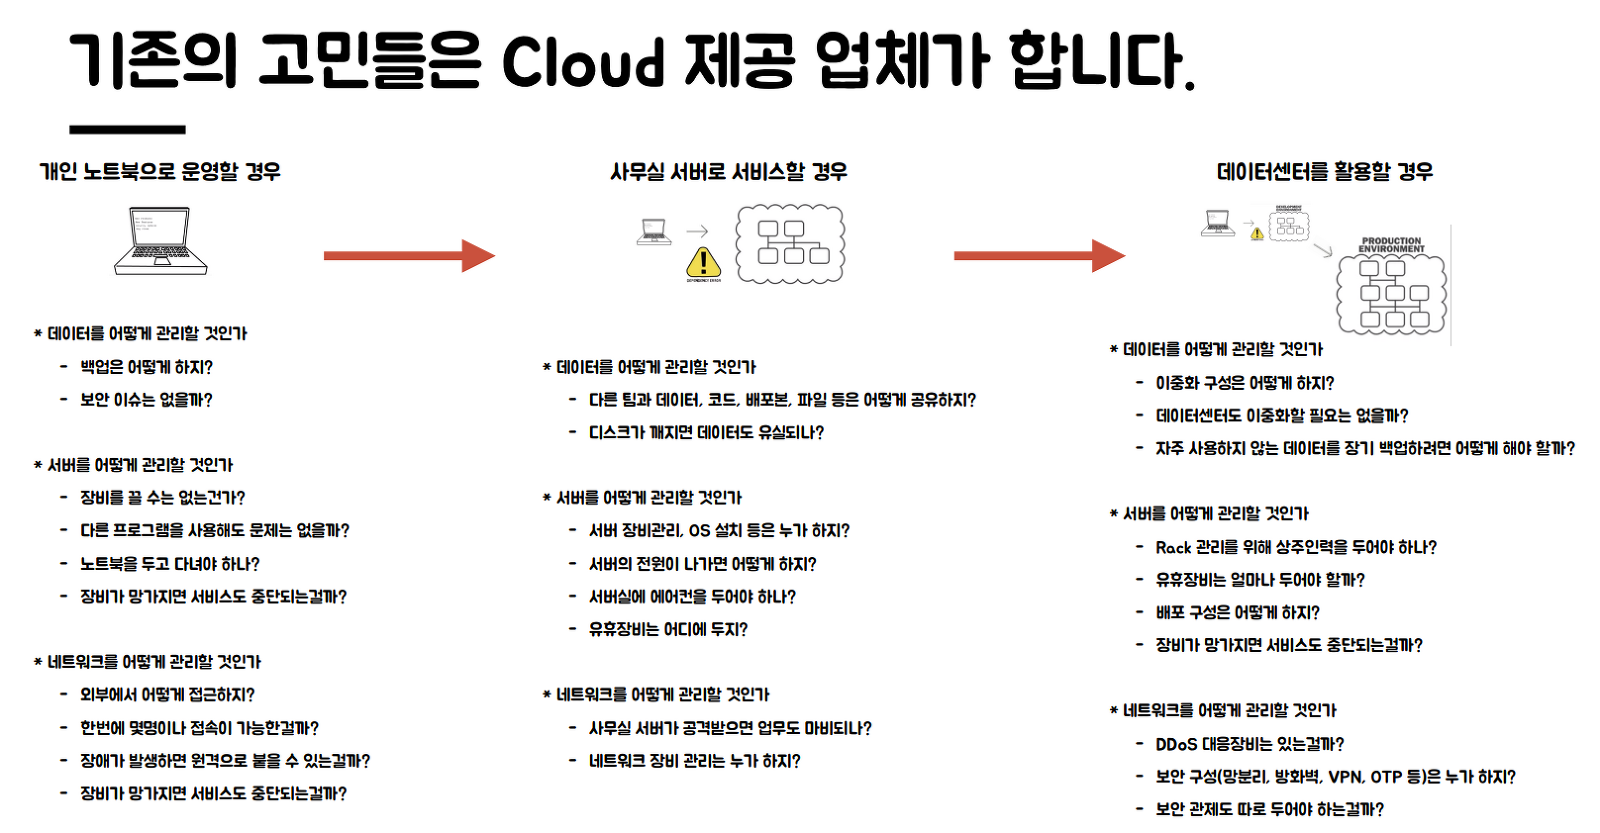 기존의 고민들은 Cloud 제공 업체가 합니다.
개인 노트북으로 운영할 경우
* 데이터를 어떻게 관리할 것인가
- 백업은 어떻게 하지?
- 보안 이슈는 없을까?
* 서버를 어떻게 관리할 것인가
- 장비를 끌 수는 없는건가?
- 다른 프로그램을 사용해도 문제는 없을까?
- 노트북을 두고 다녀야 하나?
- 장비가 망가지면 서비스도 중단되는걸까?
* 네트워크를 어떻게 관리할 것인가
- 외부에서 어떻게 접근하지?
- 한번에 몇명이나 접속이 가능한걸까?
- 장애가 발생하면 원격으로 붙을 수 있는걸까?
- 장비가 망가지면 서비스도 중단되는걸까?
사무실 서버로 서비스할 경우
DEPENDENCY ERROR
* 데이터를 어떻게 관리할 것인가
- 다른 팀과 데이터, 코드, 배포본, 파일 등은 어떻게 공유하지?
- 디스크가 깨지면 데이터도 유실되나?
* 서버를 어떻게 관리할 것인가
- 서버 장비관리, OS 설치 등은 누가 하지?
- 서버의 전원이 나가면 어떻게 하지?
- 서버실에 에어컨을 두어야 하나?
- 유휴장비는 어디에 두지?
* 네트워크를 어떻게 관리할 것인가
- 사무실 서버가 공격받으면 업무도 마비되나?
- 네트워크 장비 관리는 누가 하지?
데이터센터를 활용할 경우
DEVELOPMENT
ENVIRONMENT
PRODUCTION
ENVIRONMENT
* 데이터를 어떻게 관리할 것인가
- 이중화 구성은 어떻게 하지?
- 데이터센터도 이중화할 필요는 없을까?
- 자주 사용하지 않는 데이터를 장기 백업하려면 어떻게 해야 할까?
* 서버를 어떻게 관리할 것인가
- Rack 관리를 위해 상주인력을 두어야 하나?
- 유휴장비는 얼마나 두어야 할까?
- 배포 구성은 어떻게 하지?
- 장비가 망가지면 서비스도 중단되는걸까?
* 네트워크를 어떻게 관리할 것인가
- DDoS 대응장비는 있는걸까?
- 보안 구성(망분리, 방화벽, VPN, OTP 등)은 누가 하지?
- 보안 관제도 따로 두어야 하는걸까?